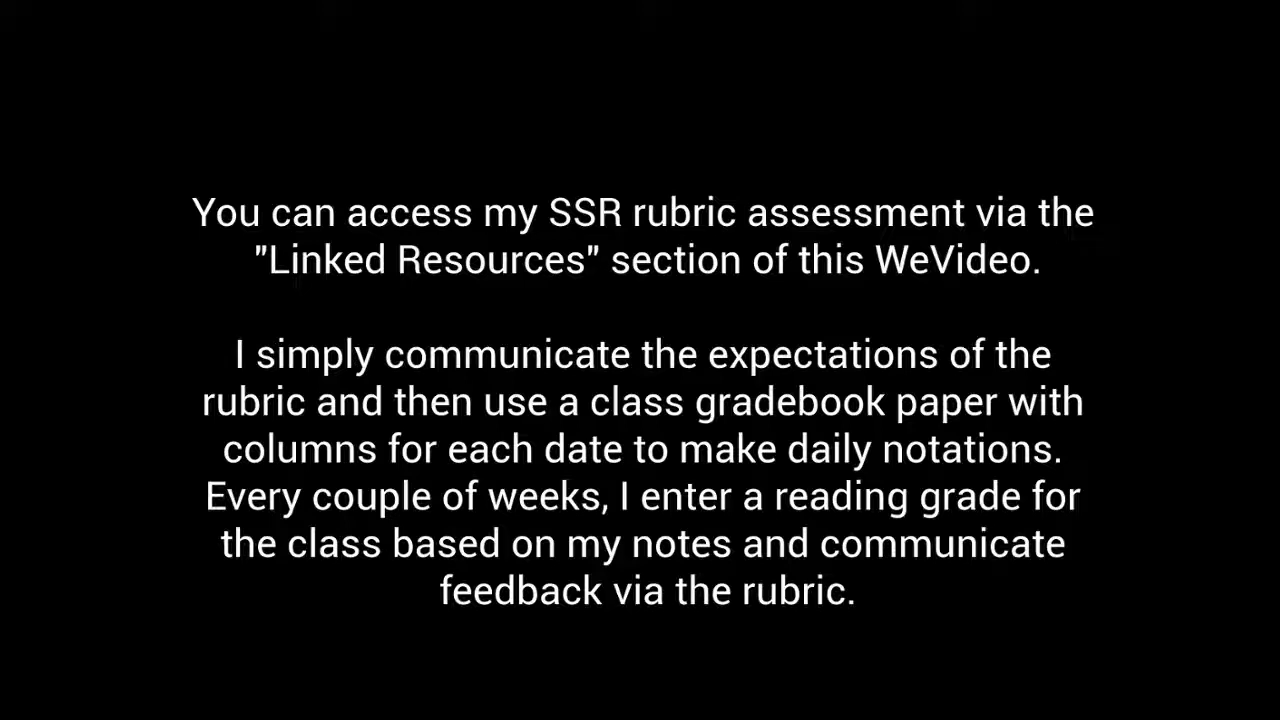 You can access my SSR rubric assessment via the
"Linked Resources" section of this WeVideo.
I simply communicate the expectations of the
rubric and then use a class gradebook paper with
columns for each date to make daily notations.
Every couple of weeks, I enter a reading grade for
the class based on my notes and communicate
feedback via the rubric.